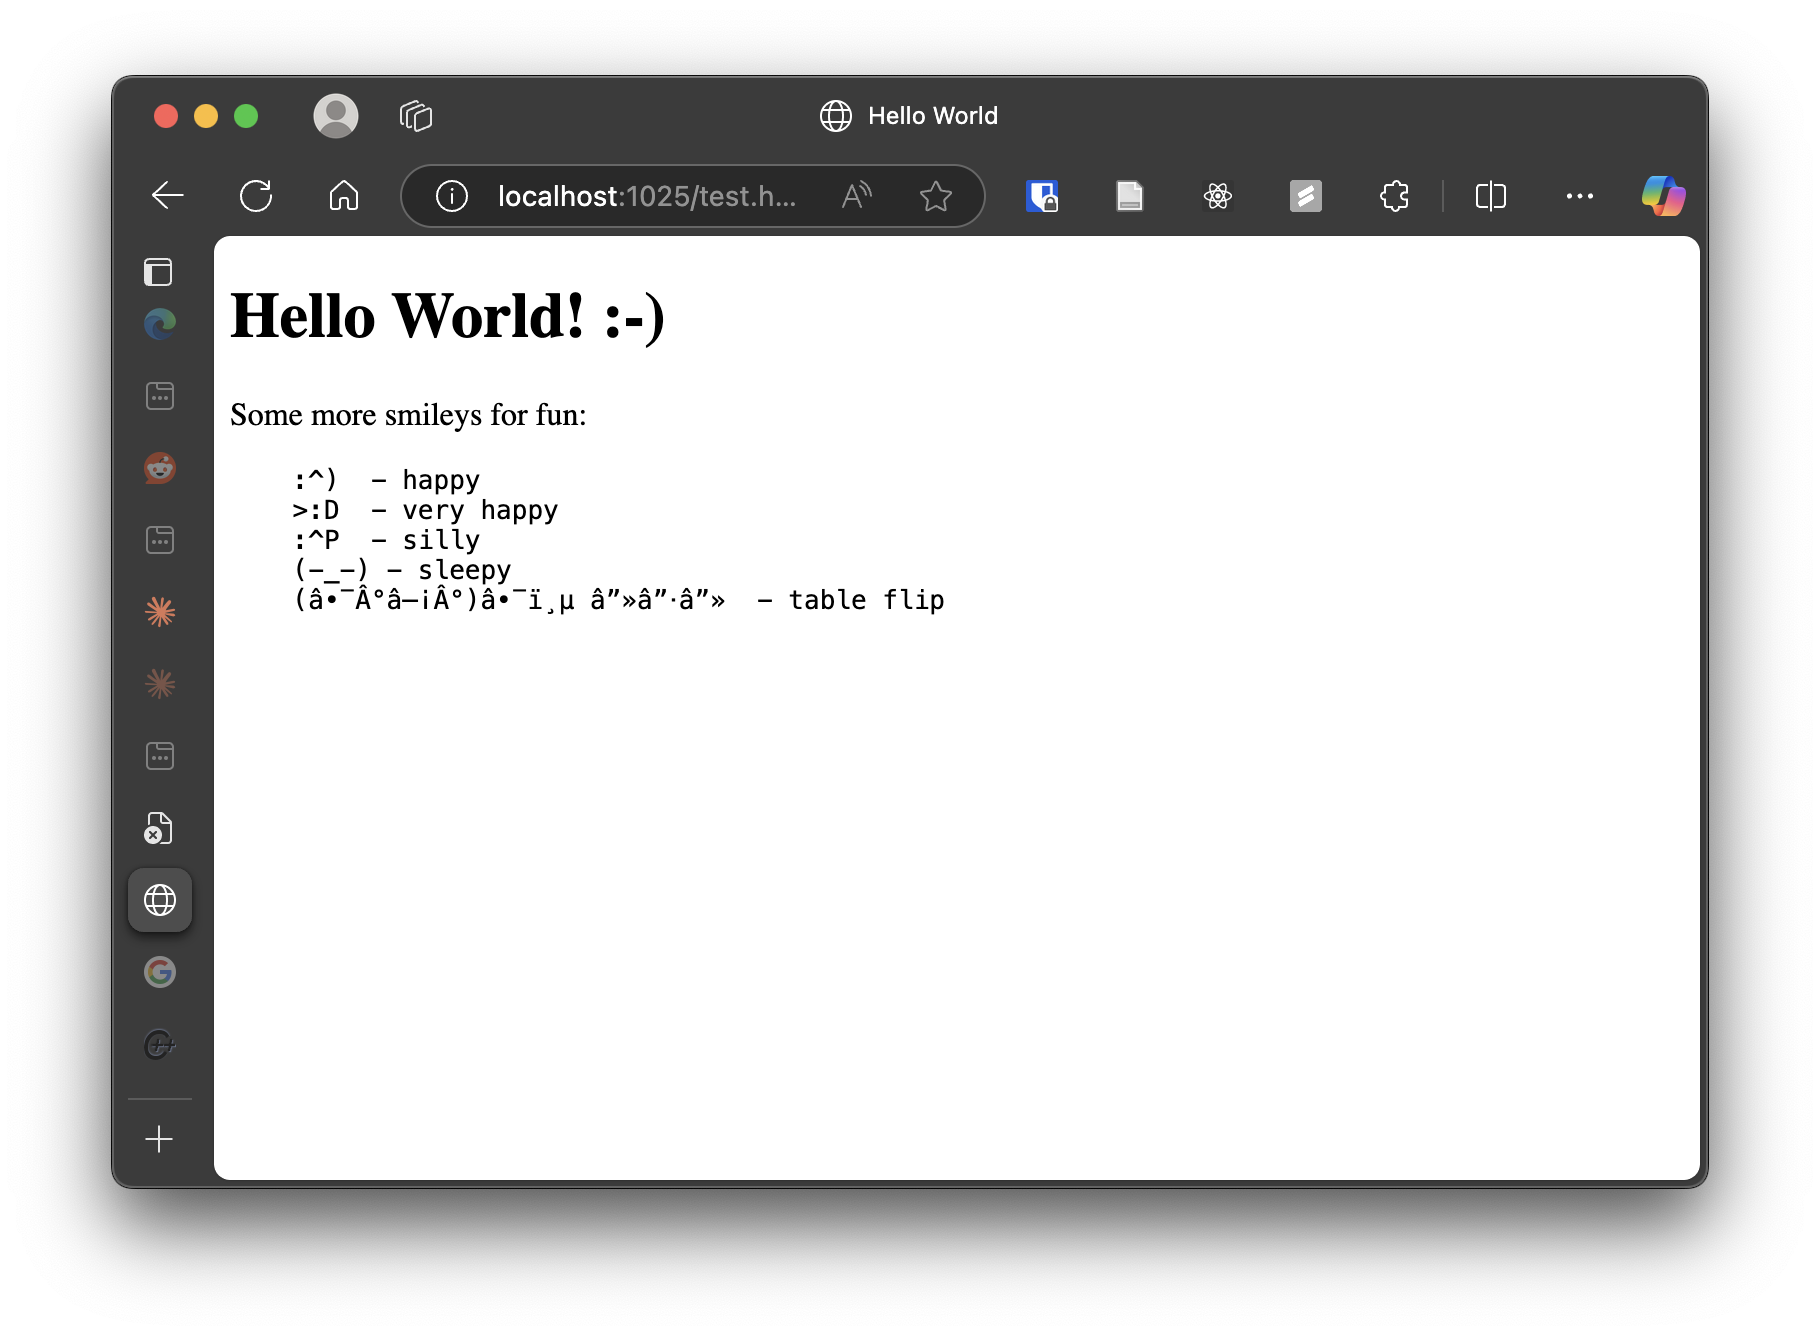 Hello World
localhost:1025/test.h...
Hello World! :-)
Some more smileys for fun:
:^)  - happy
>:D  - very happy
:^P  - silly
(-_-) - sleepy
(â•¯Â°â–¡Â°)â•¯ï¸µ â”»â”·â”»  - table flip